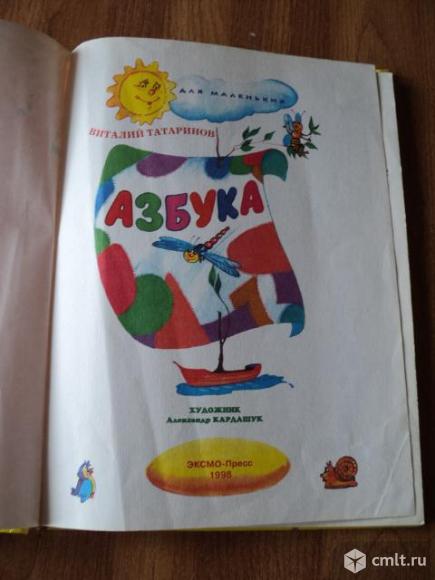 ДЛЯ МАЛЕНЬКИХ
ВИТАЛИЙ ТАТАРИНОВ
АЗБУКА
ХУДОЖНИК
Александр КАРДАШУК
ЭКСМО-Пресс
1998
cmlt.ru